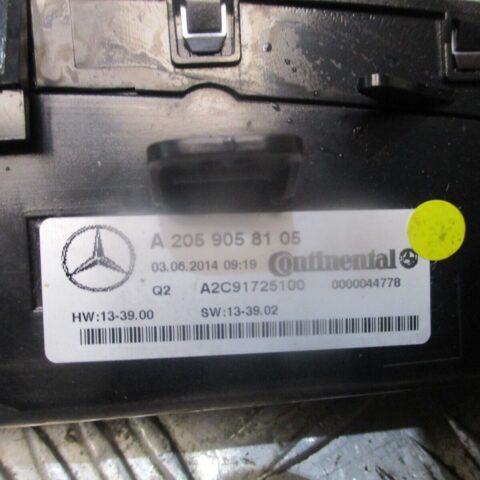 A 205 905 81 05
03.06.2014 09:19 Continental
Q2 A2C91725100 0000044778
HW:13-39.00 SW:13-39.02